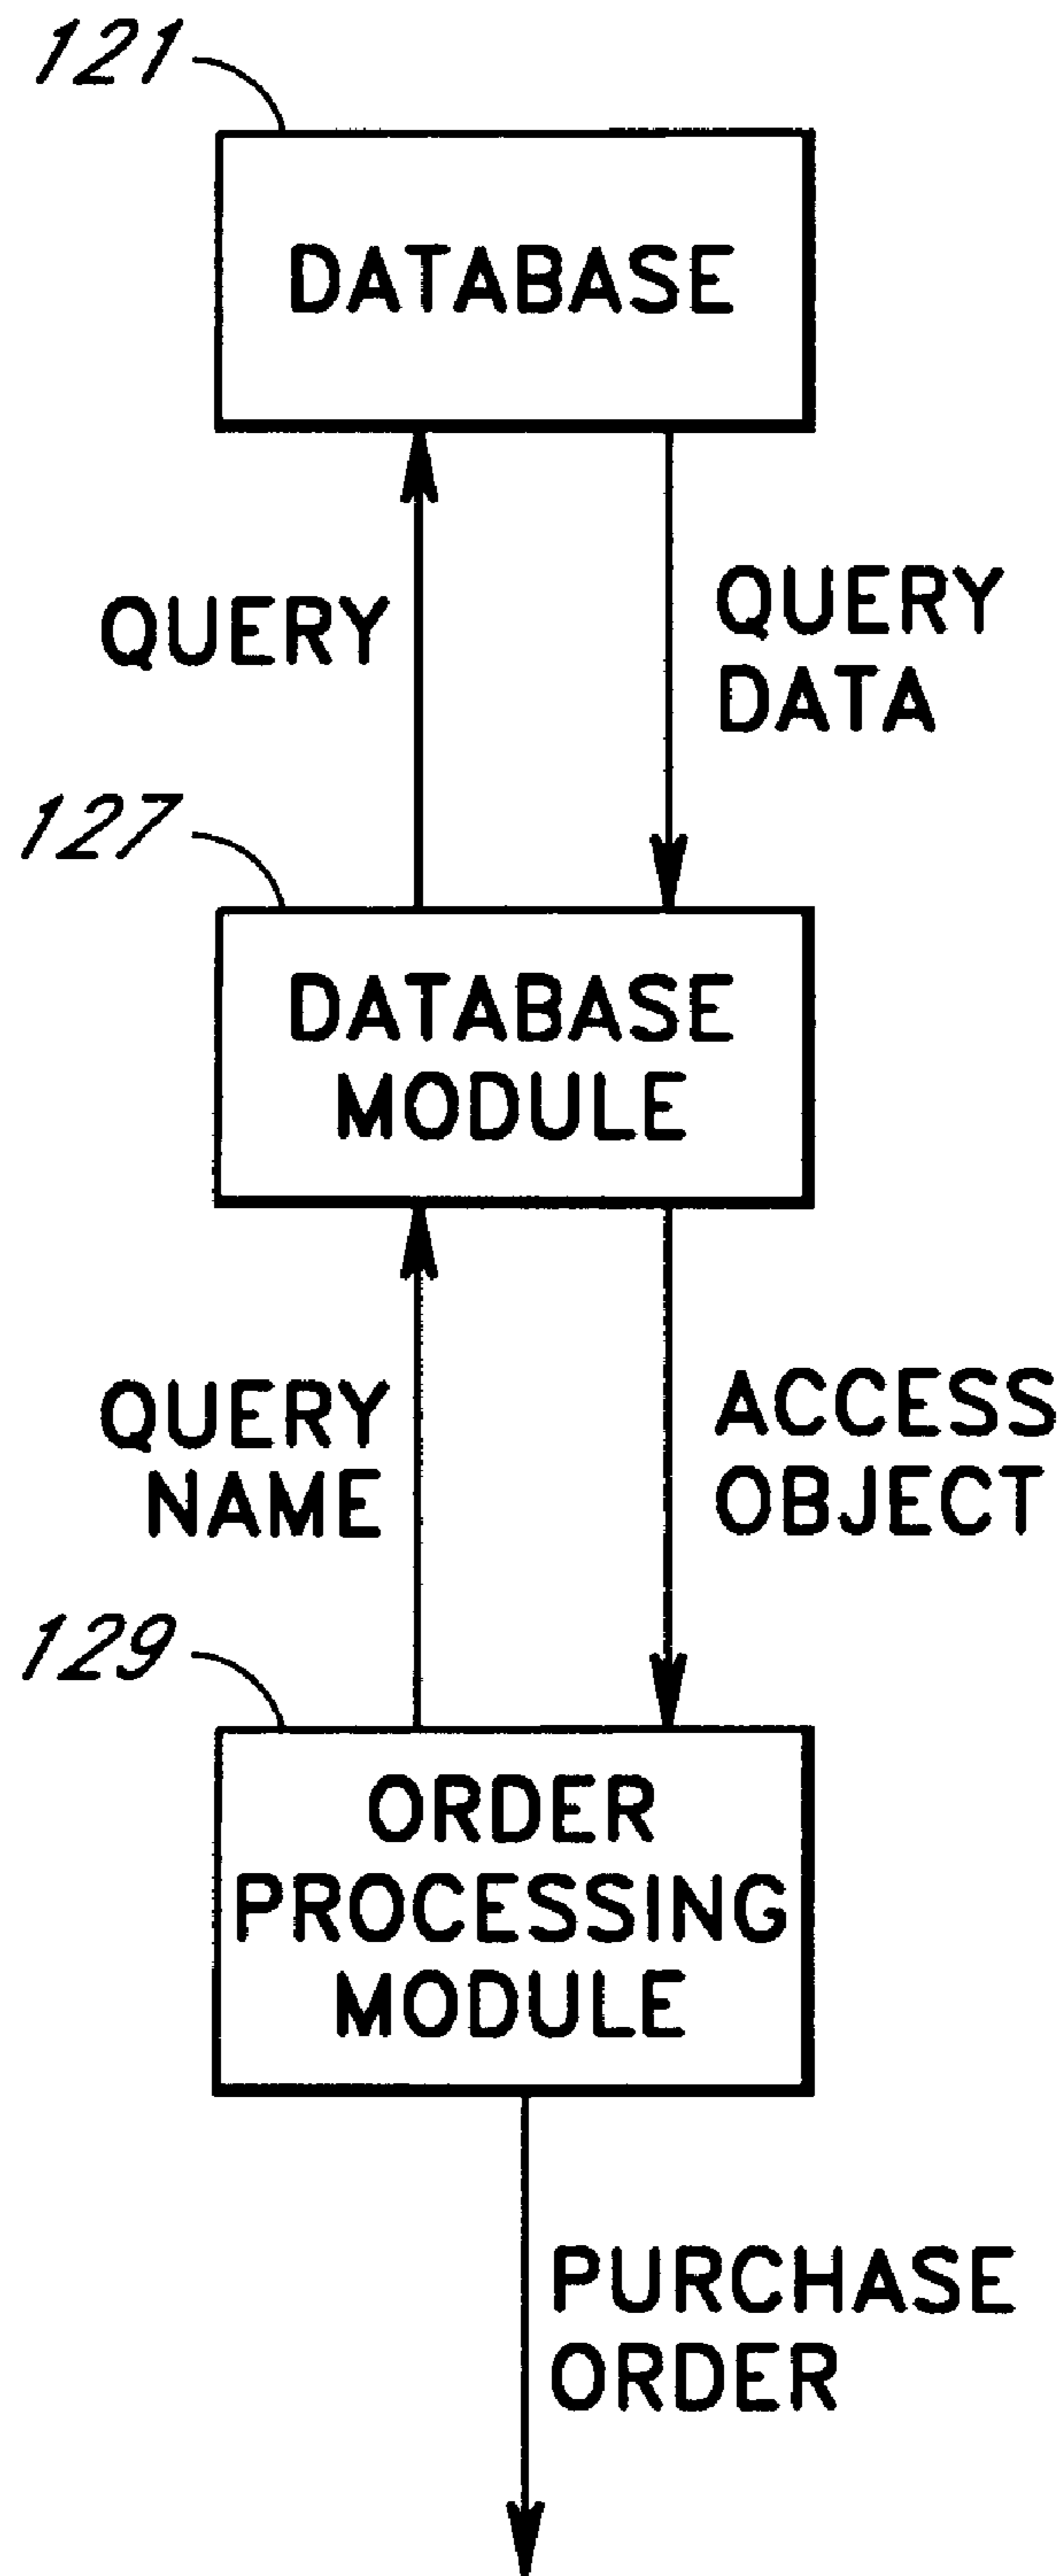 121
DATABASE
QUERY
QUERY
DATA
127
DATABASE
MODULE
QUERY
NAME
ACCESS
OBJECT
129
ORDER
PROCESSING
MODULE
PURCHASE
ORDER